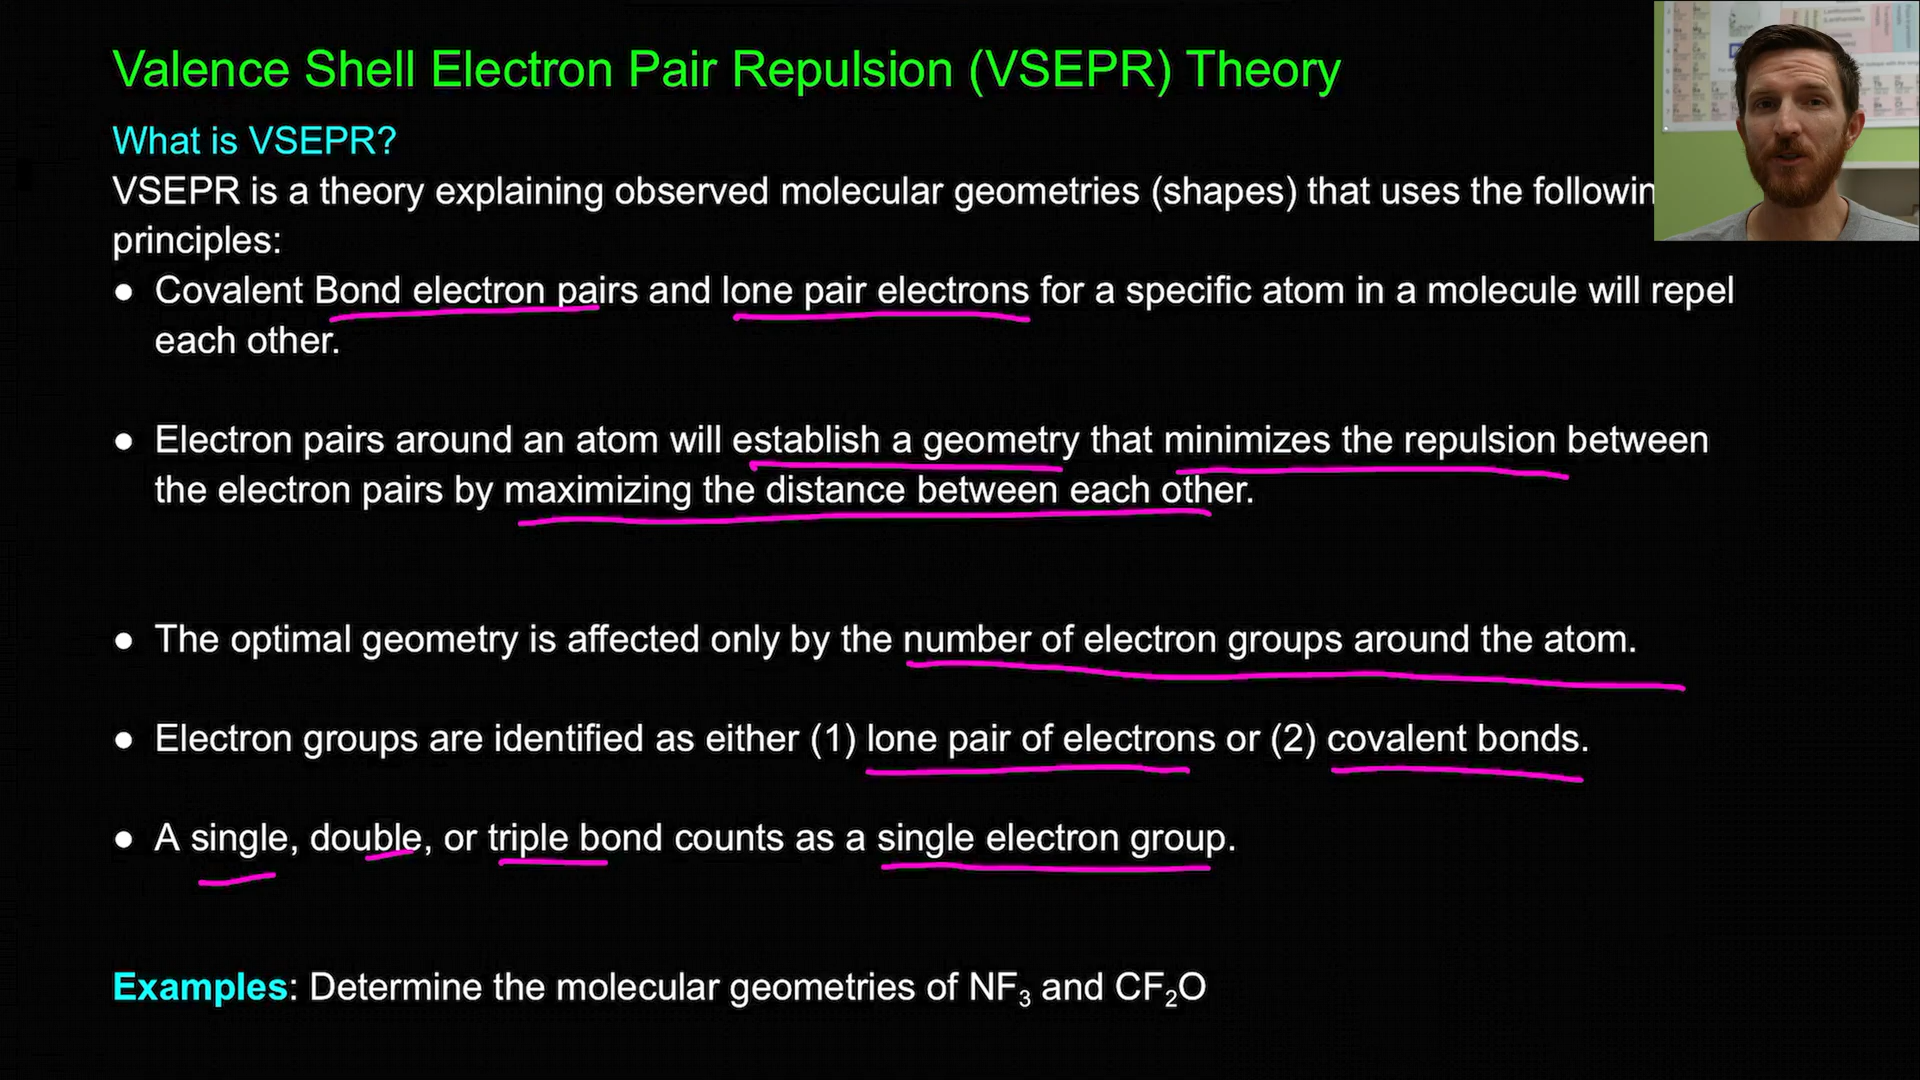 Valence Shell Electron Pair Repulsion (VSEPR) Theory
What is VSEPR?
VSEPR is a theory explaining observed molecular geometries (shapes) that uses the followin
principles:
● Covalent Bond electron pairs and lone pair electrons for a specific atom in a molecule will repel
each other.
● Electron pairs around an atom will establish a geometry that minimizes the repulsion between
the electron pairs by maximizing the distance between each other.
● The optimal geometry is affected only by the number of electron groups around the atom.
● Electron groups are identified as either (1) lone pair of electrons or (2) covalent bonds.
● A single, double, or triple bond counts as a single electron group.
Examples: Determine the molecular geometries of NF₃ and CF₂O